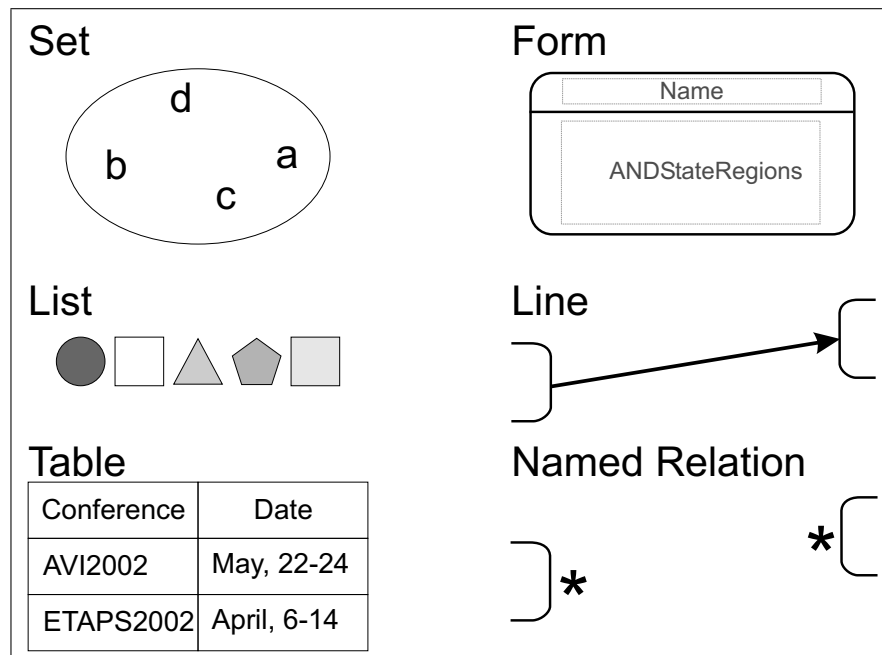 Set
d
b
a
c
Form
Name
ANDStateRegions
List
Line
Table
Conference Date
AVI2002 May, 22-24
ETAPS2002 April, 6-14
Named Relation
*
*